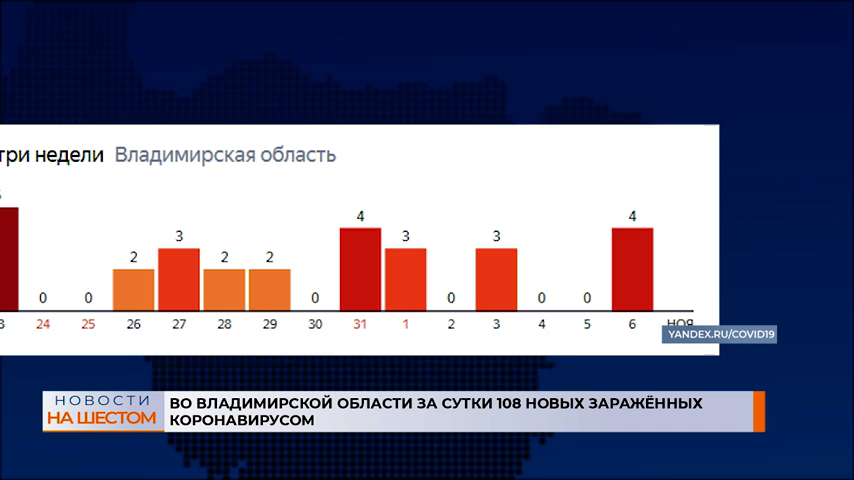 три недели Владимирская область
4 4
3 3 3
2 2 2
0 0 0 0 0 0
3 24 25 26 27 28 29 30 31 1 2 3 4 5 6 НОЯ
YANDEX.RU/COVID19
НОВОСТИ
НА ШЕСТОМ
ВО ВЛАДИМИРСКОЙ ОБЛАСТИ ЗА СУТКИ 108 НОВЫХ ЗАРАЖЁННЫХ
КОРОНАВИРУСОМ